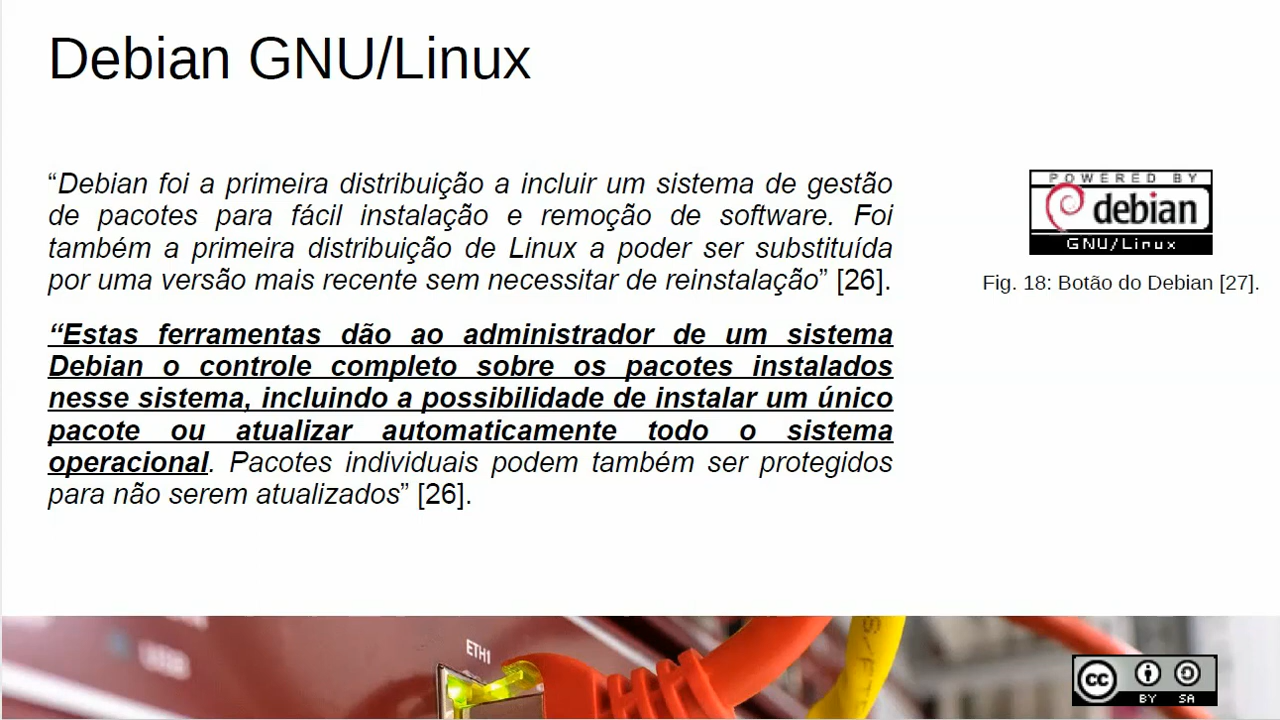 Debian GNU/Linux
“Debian foi a primeira distribuição a incluir um sistema de gestão
de pacotes para fácil instalação e remoção de software. Foi
também a primeira distribuição de Linux a poder ser substituída
por uma versão mais recente sem necessitar de reinstalação” [26].
“Estas ferramentas dão ao administrador de um sistema
Debian o controle completo sobre os pacotes instalados
nesse sistema, incluindo a possibilidade de instalar um único
pacote ou atualizar automaticamente todo o sistema
operacional. Pacotes individuais podem também ser protegidos
para não serem atualizados” [26].
POWERED BY
debian
GNU/Linux
Fig. 18: Botão do Debian [27].
ETH1
cc
BY SA